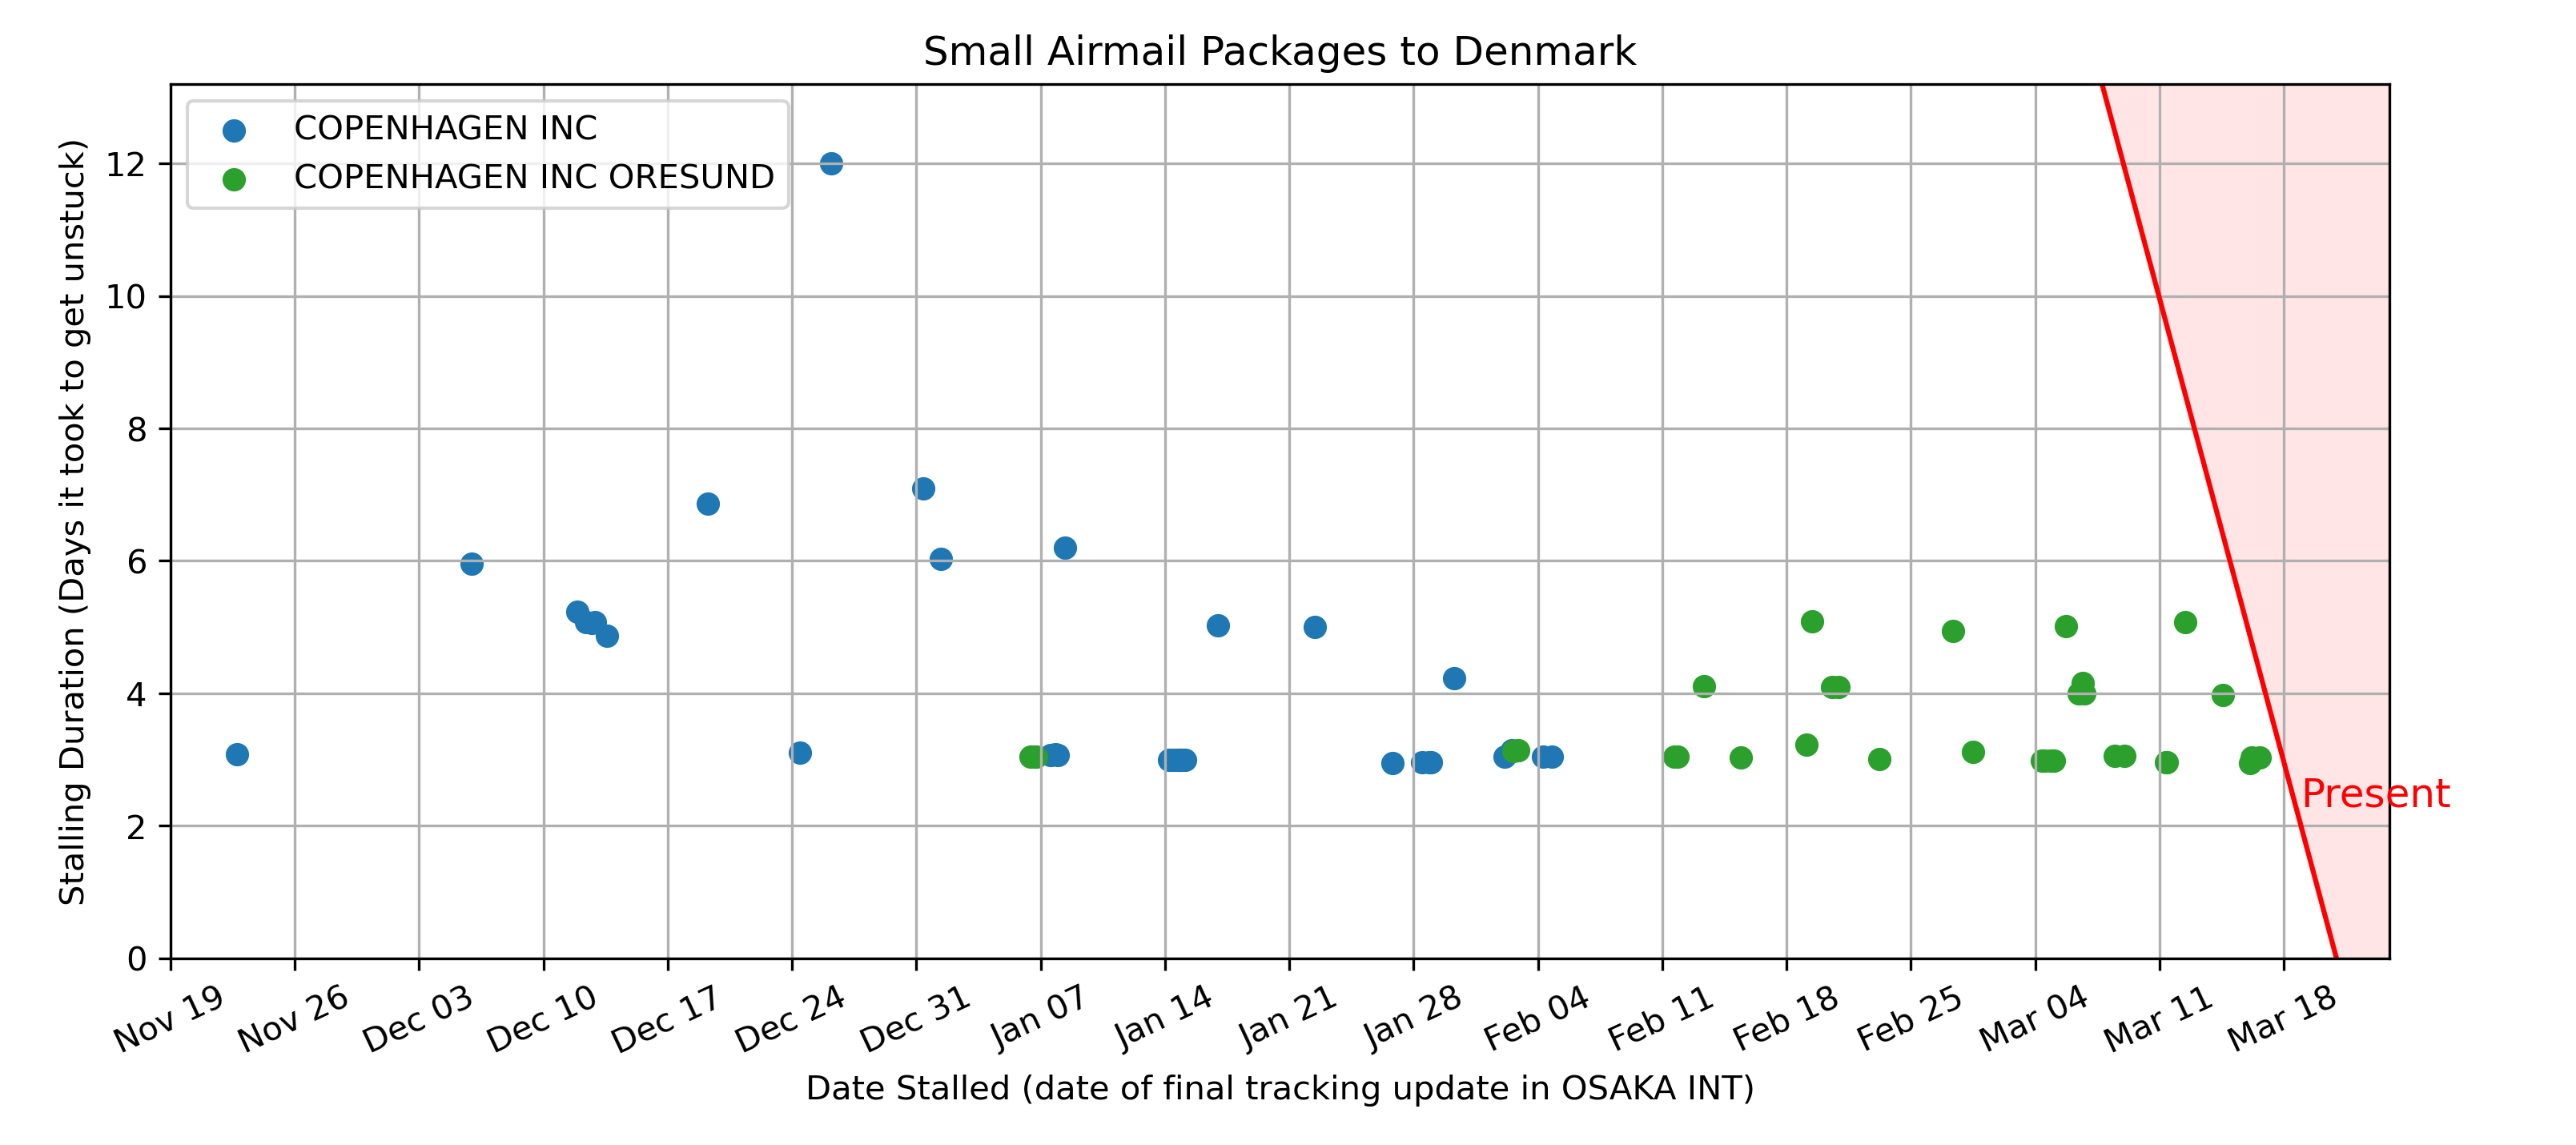 Small Airmail Packages to Denmark
COPENHAGEN INC
COPENHAGEN INC ORESUND
Stalling Duration (Days it took to get unstuck)
12
10
8
6
4
2
0
Present
Nov 19
Nov 26
Dec 03
Dec 10
Dec 17
Dec 24
Dec 31
Jan 07
Jan 14
Jan 21
Jan 28
Feb 04
Feb 11
Feb 18
Feb 25
Mar 04
Mar 11
Mar 18
Date Stalled (date of final tracking update in OSAKA INT)